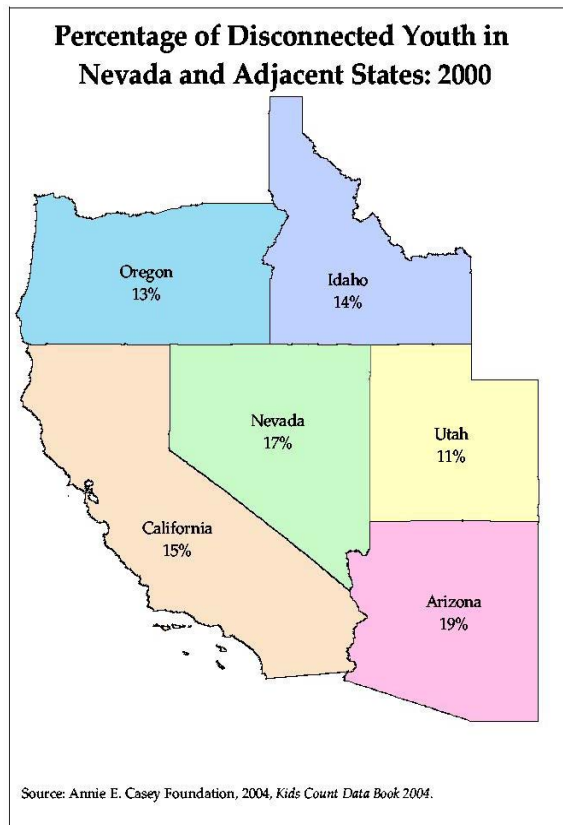 Percentage of Disconnected Youth in
Nevada and Adjacent States: 2000
Oregon
13%
Idaho
14%
Nevada
17%
Utah
11%
California
15%
Arizona
19%
Source: Annie E. Casey Foundation, 2004, Kids Count Data Book 2004.